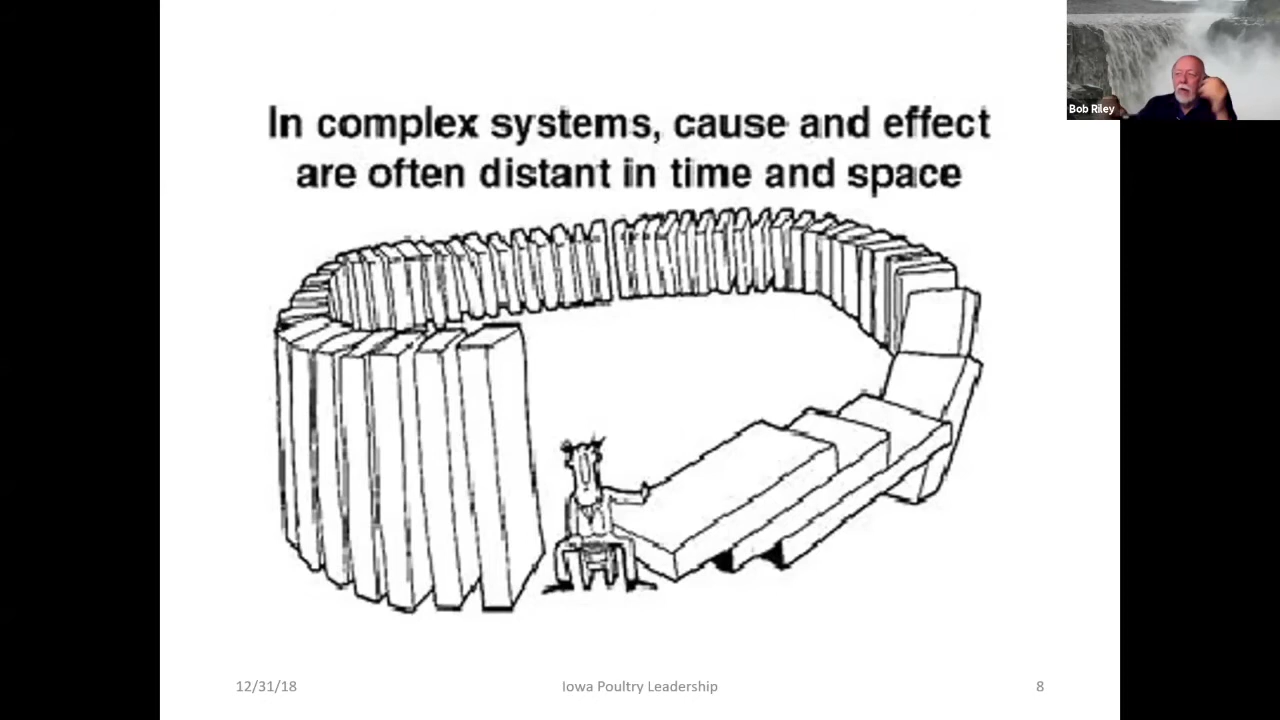 In complex systems, cause and effect
are often distant in time and space
Bob Riley
12/31/18
Iowa Poultry Leadership
8